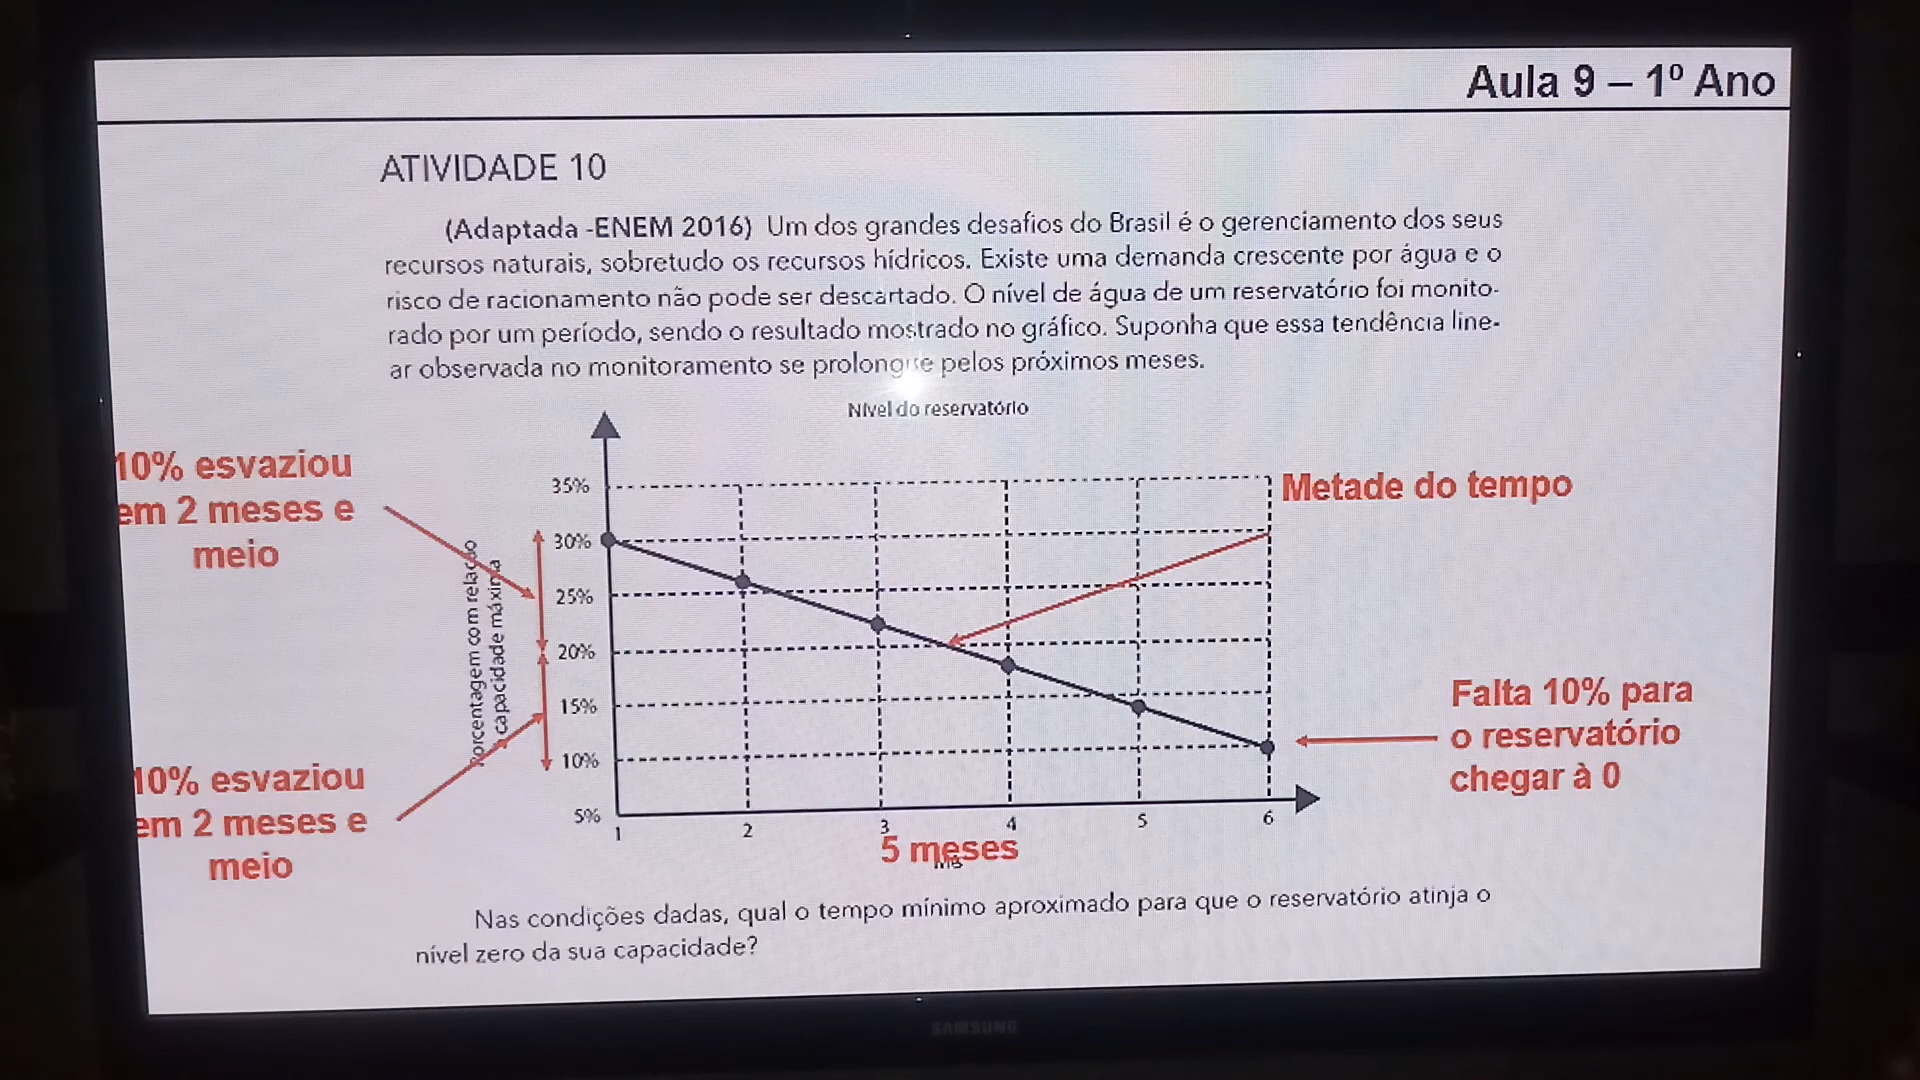 Aula 9 – 1º Ano
ATIVIDADE 10
(Adaptada -ENEM 2016) Um dos grandes desafios do Brasil é o gerenciamento dos seus
recursos naturais, sobretudo os recursos hídricos. Existe uma demanda crescente por água e o
risco de racionamento não pode ser descartado. O nível de água de um reservatório foi monito-
rado por um período, sendo o resultado mostrado no gráfico. Suponha que essa tendência line-
ar observada no monitoramento se prolongue pelos próximos meses.
Nível do reservatório
10% esvaziou
em 2 meses e
meio
Porcentagem com relação
à capacidade máxima
35%
30%
25%
20%
15%
10%
5%
Metade do tempo
Falta 10% para
o reservatório
chegar à 0
10% esvaziou
em 2 meses e
meio
1 2 3 4 5 6
5 meses
Nas condições dadas, qual o tempo mínimo aproximado para que o reservatório atinja o
nível zero da sua capacidade?
SAMSUNG